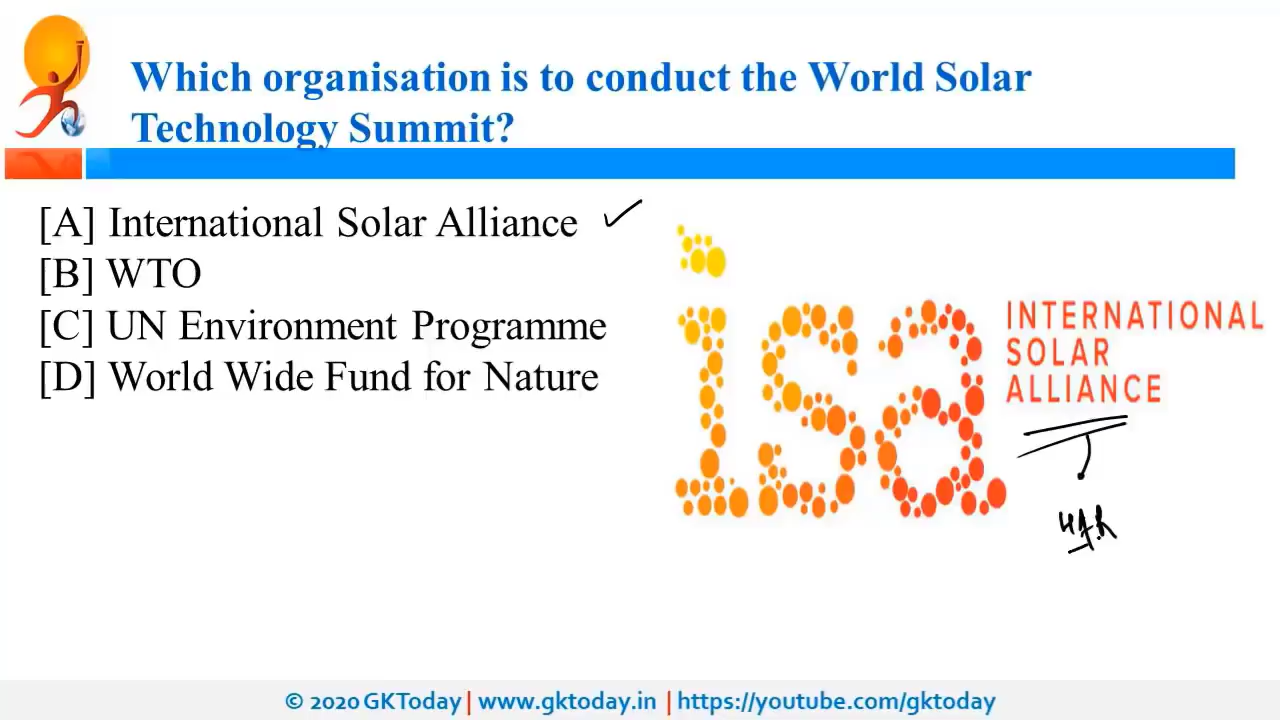 Which organisation is to conduct the World Solar
Technology Summit?
[A] International Solar Alliance
[B] WTO
[C] UN Environment Programme
[D] World Wide Fund for Nature
isa
INTERNATIONAL
SOLAR
ALLIANCE
© 2020 GKToday | www.gktoday.in | https://youtube.com/gktoday